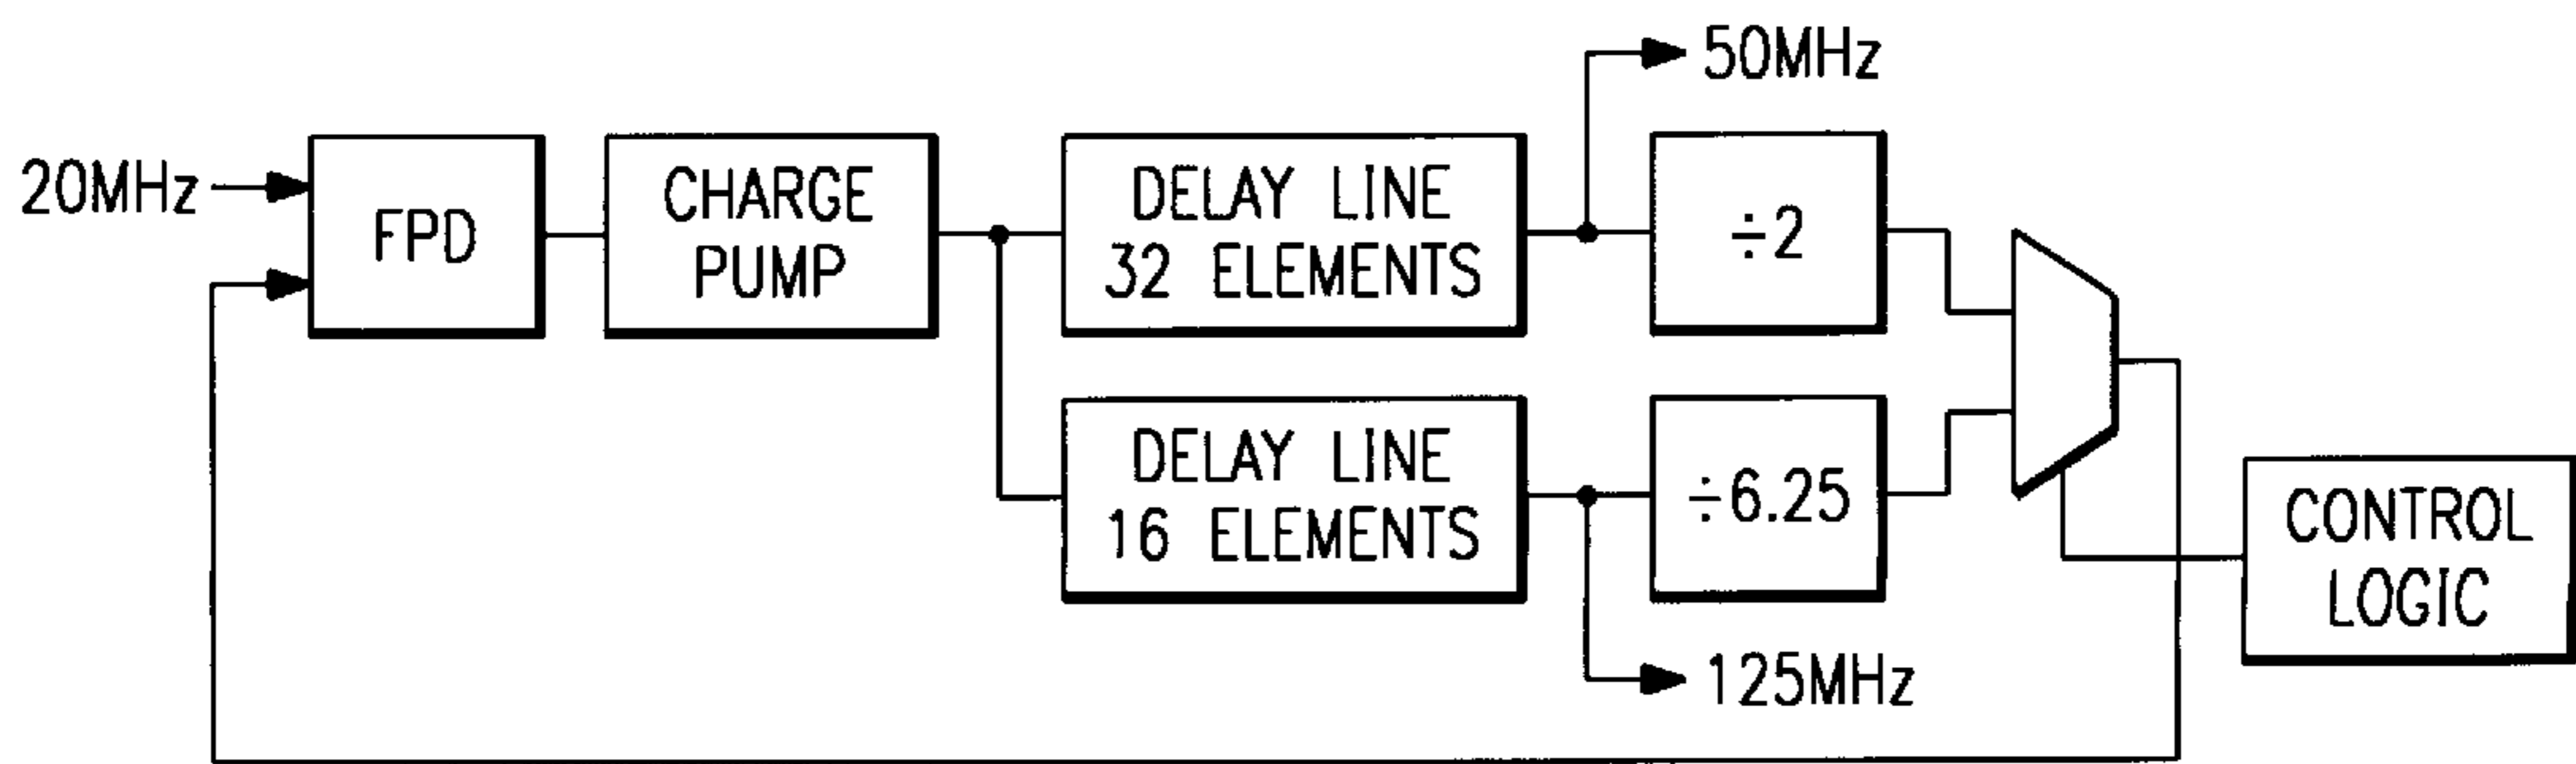 50MHz
20MHz
FPD
CHARGE
PUMP
DELAY LINE
32 ELEMENTS
÷2
DELAY LINE
16 ELEMENTS
÷6.25
CONTROL
LOGIC
125MHz